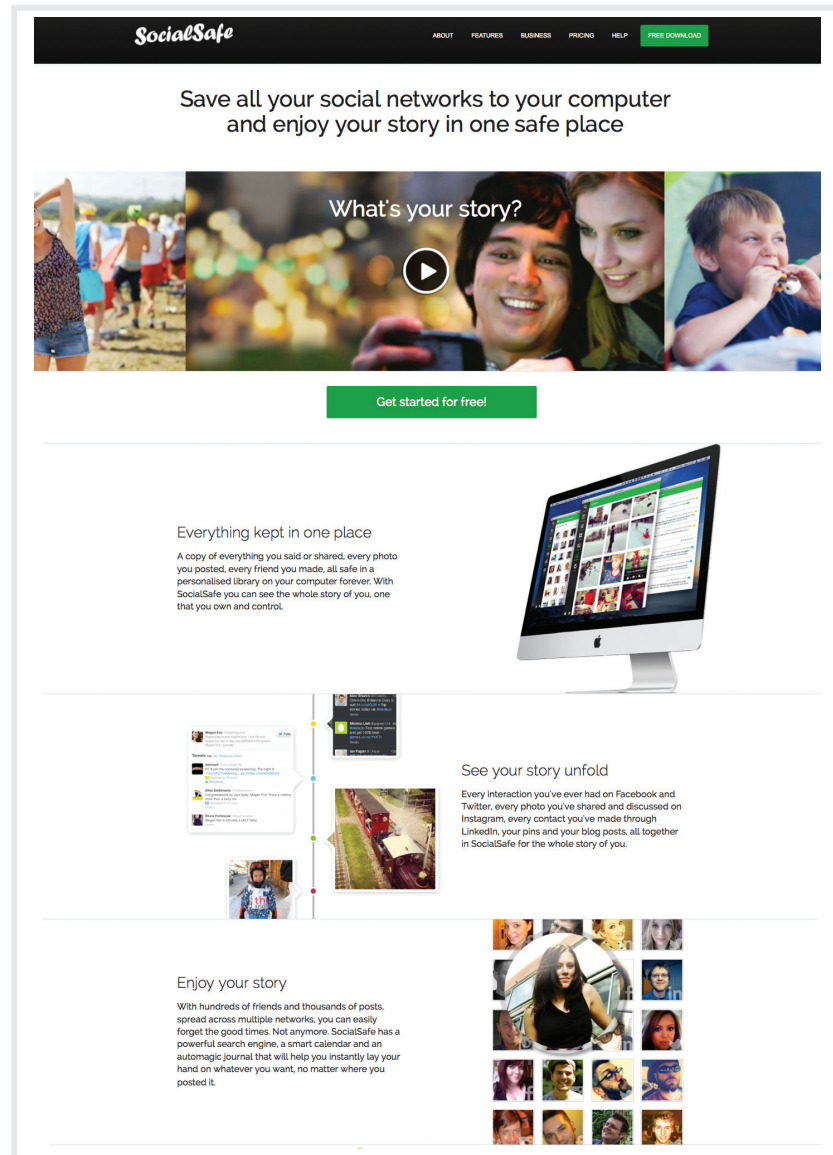 SocialSafe
ABOUT FEATURES BUSINESS PRICING HELP FREE DOWNLOAD
Save all your social networks to your computer
and enjoy your story in one safe place
What's your story?
Get started for free!
Everything kept in one place
A copy of everything you said or shared, every photo
you posted, every friend you made, all safe in a
personalised library on your computer forever. With
SocialSafe you can see the whole story of you, one
that you own and control.
See your story unfold
Every interaction you've ever had on Facebook and
Twitter, every photo you've shared and discussed on
Instagram, every contact you've made through
LinkedIn, your pins and your blog posts, all together
in SocialSafe for the whole story of you.
Enjoy your story
With hundreds of friends and thousands of posts,
spread across multiple networks, you can easily
forget the good times. Not anymore. SocialSafe has a
powerful search engine, a smart calendar and an
automagic journal that will help you instantly lay your
hand on whatever you want, no matter where you
posted it.